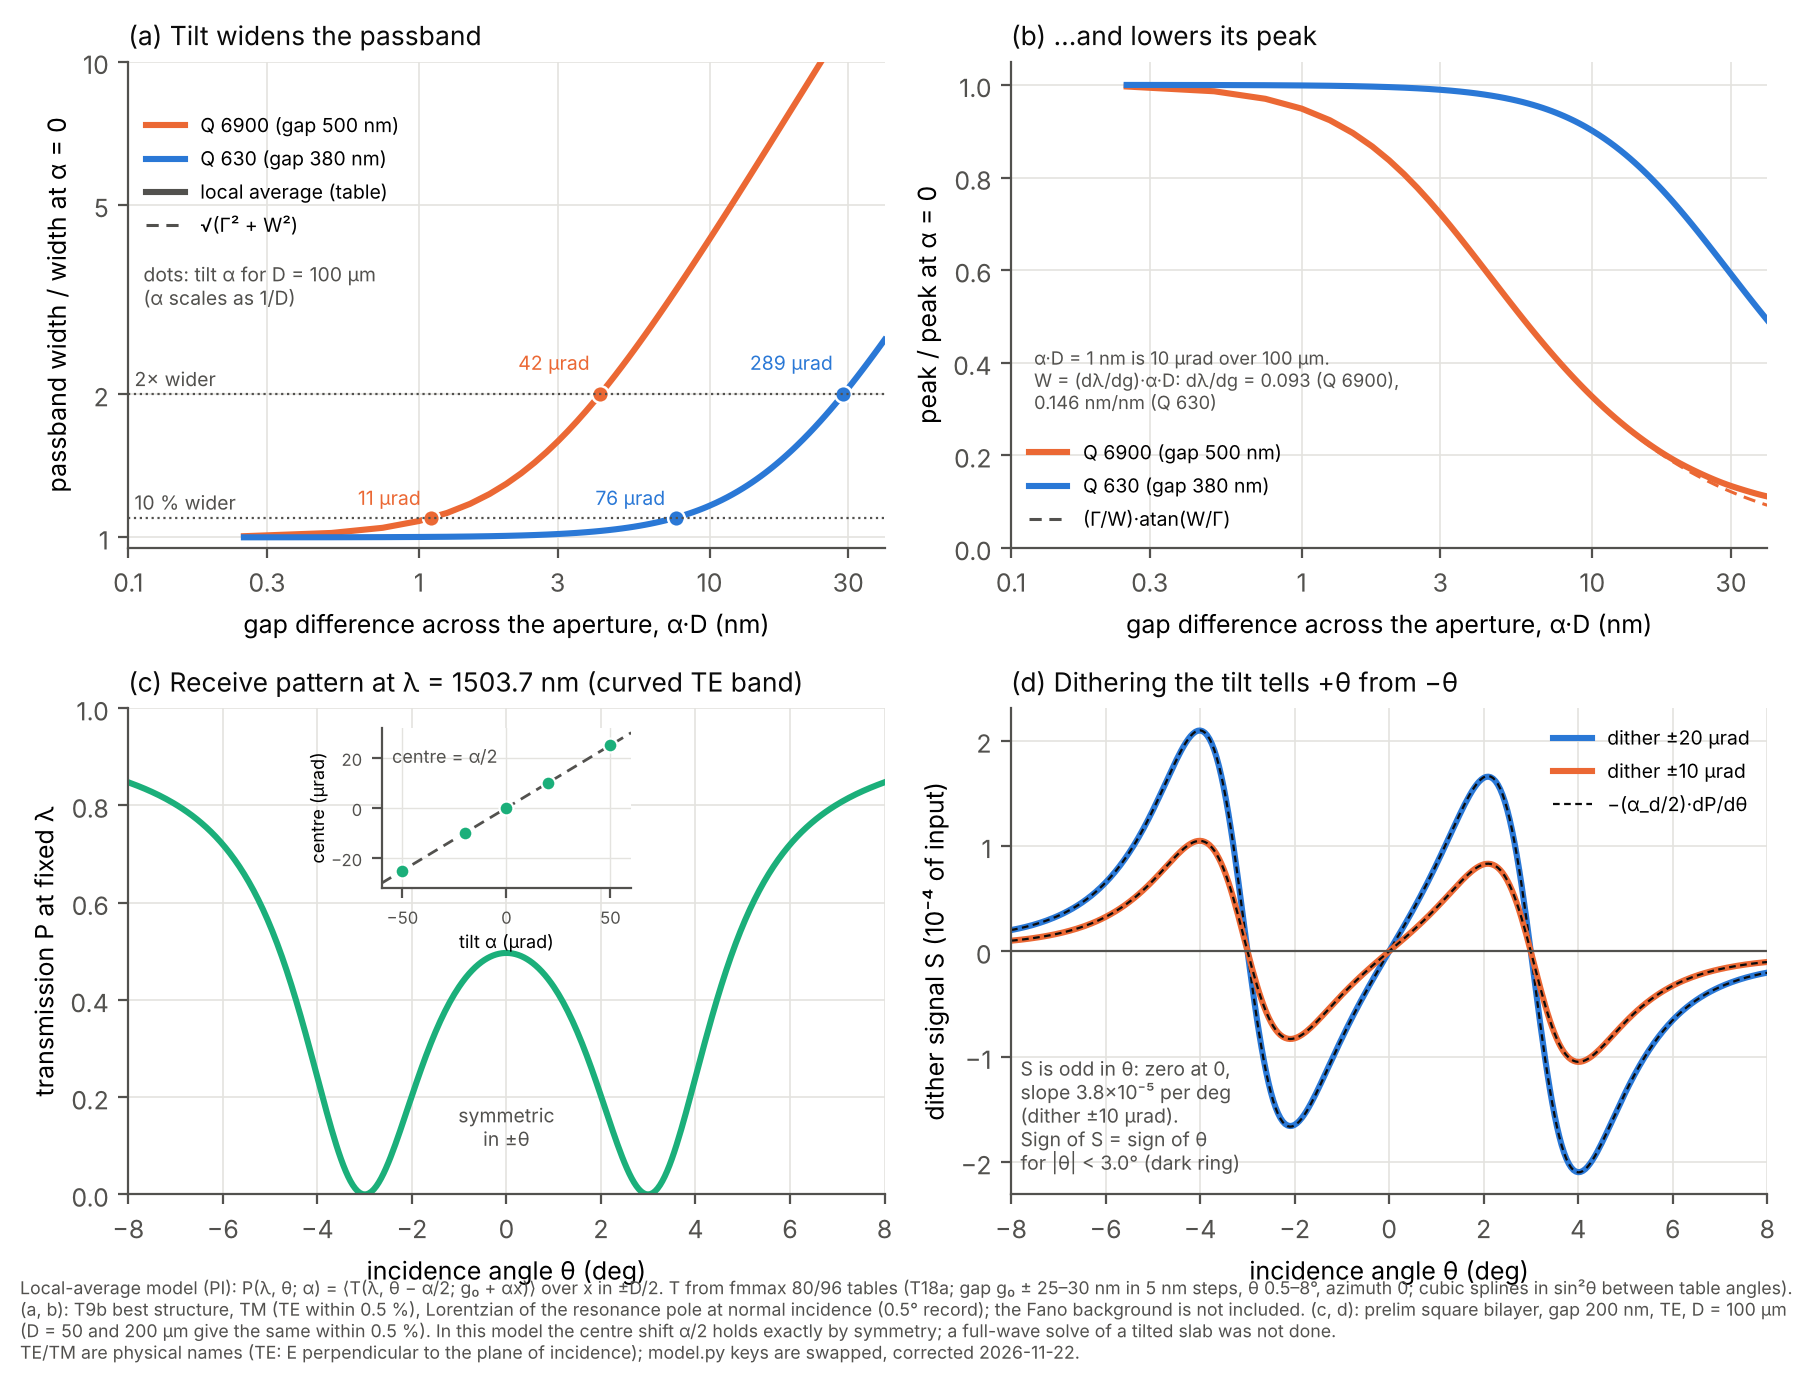 (a) Tilt widens the passband
passband width / width at α = 0
10
5
2
1
Q 6900 (gap 500 nm)
Q 630 (gap 380 nm)
local average (table)
√(Γ² + W²)
dots: tilt α for D = 100 µm
(α scales as 1/D)
2× wider
10 % wider
42 µrad
289 µrad
11 µrad
76 µrad
0.1 0.3 1 3 10 30
gap difference across the aperture, α·D (nm)
(b) ...and lowers its peak
peak / peak at α = 0
1.0
0.8
0.6
0.4
0.2
0.0
α·D = 1 nm is 10 µrad over 100 µm.
W = (dλ/dg)·α·D: dλ/dg = 0.093 (Q 6900),
0.146 nm/nm (Q 630)
Q 6900 (gap 500 nm)
Q 630 (gap 380 nm)
(Γ/W)·atan(W/Γ)
0.1 0.3 1 3 10 30
gap difference across the aperture, α·D (nm)
(c) Receive pattern at λ = 1503.7 nm (curved TE band)
transmission P at fixed λ
1.0
0.8
0.6
0.4
0.2
0.0
centre (µrad)
20
0
−20
centre = α/2
−50 0 50
tilt α (µrad)
symmetric
in ±θ
−8 −6 −4 −2 0 2 4 6 8
incidence angle θ (deg)
(d) Dithering the tilt tells +θ from −θ
dither signal S (10⁻⁴ of input)
2
1
0
−1
−2
dither ±20 µrad
dither ±10 µrad
−(α_d/2)·dP/dθ
S is odd in θ: zero at 0,
slope 3.8×10⁻⁵ per deg
(dither ±10 µrad).
Sign of S = sign of θ
for |θ| < 3.0° (dark ring)
−8 −6 −4 −2 0 2 4 6 8
incidence angle θ (deg)
Local-average model (PI): P(λ, θ; α) = ⟨T(λ, θ − α/2; g₀ + αx)⟩ over x in ±D/2. T from fmmax 80/96 tables (T18a; gap g₀ ± 25–30 nm in 5 nm steps, θ 0.5–8°, azimuth 0; cubic splines in sin²θ between table angles).
(a, b): T9b best structure, TM (TE within 0.5 %), Lorentzian of the resonance pole at normal incidence (0.5° record); the Fano background is not included. (c, d): prelim square bilayer, gap 200 nm, TE, D = 100 µm
(D = 50 and 200 µm give the same within 0.5 %). In this model the centre shift α/2 holds exactly by symmetry; a full-wave solve of a tilted slab was not done.
TE/TM are physical names (TE: E perpendicular to the plane of incidence); model.py keys are swapped, corrected 2026-11-22.